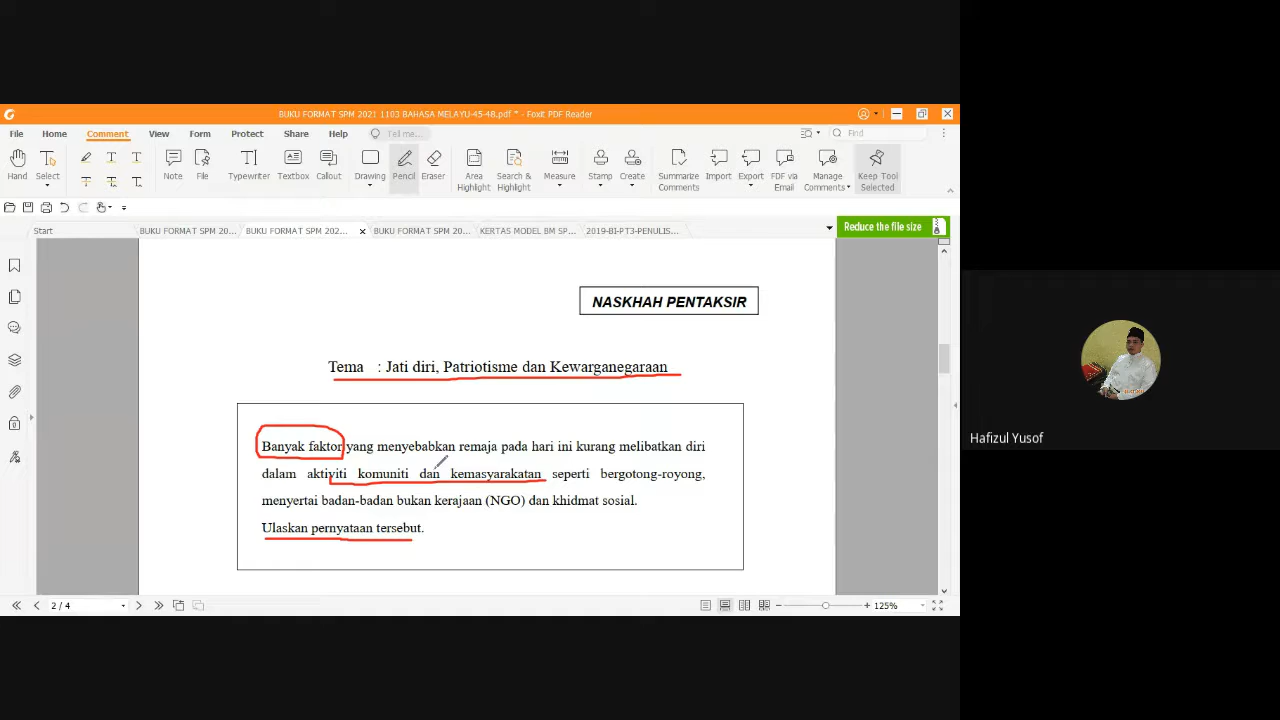 BUKU FORMAT SPM 2021 1103 BAHASA MELAYU-45-48.pdf * - Foxit PDF Reader
File Home Comment View Form Protect Share Help Tell me... Find
Hand Select Note File Typewriter Textbox Callout Drawing Pencil Eraser Area Highlight Measure Search & Highlight Stamp Create Summarize Comments Import Export FDF via Email Manage Comments Keep Tool Selected
Start BUKU FORMAT SPM 20... BUKU FORMAT SPM 202... BUKU FORMAT SPM 20... KERTAS MODEL BM SP... 2019-BI-PT3-PENULIS... Reduce the file size
NASKHAH PENTAKSIR
Tema : Jati diri, Patriotisme dan Kewarganegaraan
Banyak faktor yang menyebabkan remaja pada hari ini kurang melibatkan diri
dalam aktiviti komuniti dan kemasyarakatan seperti bergotong-royong,
menyertai badan-badan bukan kerajaan (NGO) dan khidmat sosial.
Ulaskan pernyataan tersebut.
2 / 4 125%
Hafizul Yusof